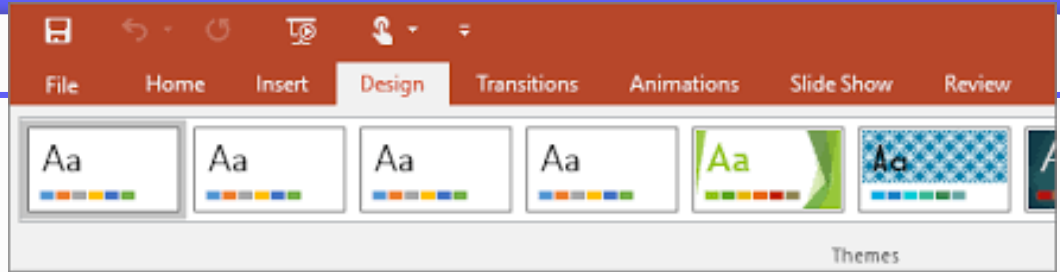 File Home Insert Design Transitions Animations Slide Show Review
Aa Aa Aa Aa Aa Aa
Themes